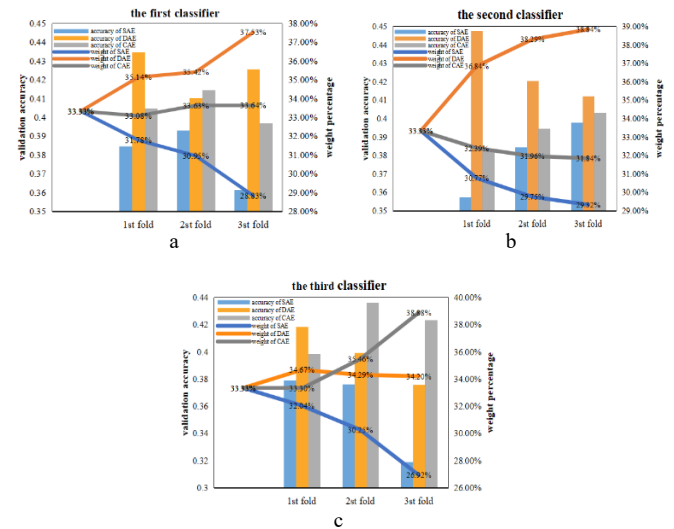 the first classifier
accuracy of SAE
accuracy of DAE
accuracy of CAE
weight of SAE
weight of DAE
weight of CAE
0.45
0.44
0.43
0.42
0.41
0.4
0.39
0.38
0.37
0.36
0.35
validation accuracy
38.00%
37.00%
36.00%
35.00%
34.00%
33.00%
32.00%
31.00%
30.00%
29.00%
28.00%
weight percentage
37.53%
35.14%
35.42%
33.33%
33.08%
33.63%
33.64%
31.78%
30.95%
28.83%
1st fold 2st fold 3st fold
a
the second classifier
accuracy of SAE
accuracy of DAE
accuracy of CAE
weight of SAE
weight of DAE
weight of CAE
0.45
0.44
0.43
0.42
0.41
0.4
0.39
0.38
0.37
0.36
0.35
validation accuracy
39.00%
38.00%
37.00%
36.00%
35.00%
34.00%
33.00%
32.00%
31.00%
30.00%
29.00%
weight percentage
36.84%
38.29%
38.84%
33.33%
32.39%
31.96%
31.84%
30.77%
29.75%
29.32%
1st fold 2st fold 3st fold
b
the third classifier
accuracy of SAE
accuracy of DAE
accuracy of CAE
weight of SAE
weight of DAE
weight of CAE
0.44
0.42
0.4
0.38
0.36
0.34
0.32
0.3
validation accuracy
40.00%
38.00%
36.00%
34.00%
32.00%
30.00%
28.00%
26.00%
weight percentage
38.88%
35.46%
34.67%
34.29%
34.20%
33.33%
33.30%
32.04%
30.25%
26.92%
1st fold 2st fold 3st fold
c